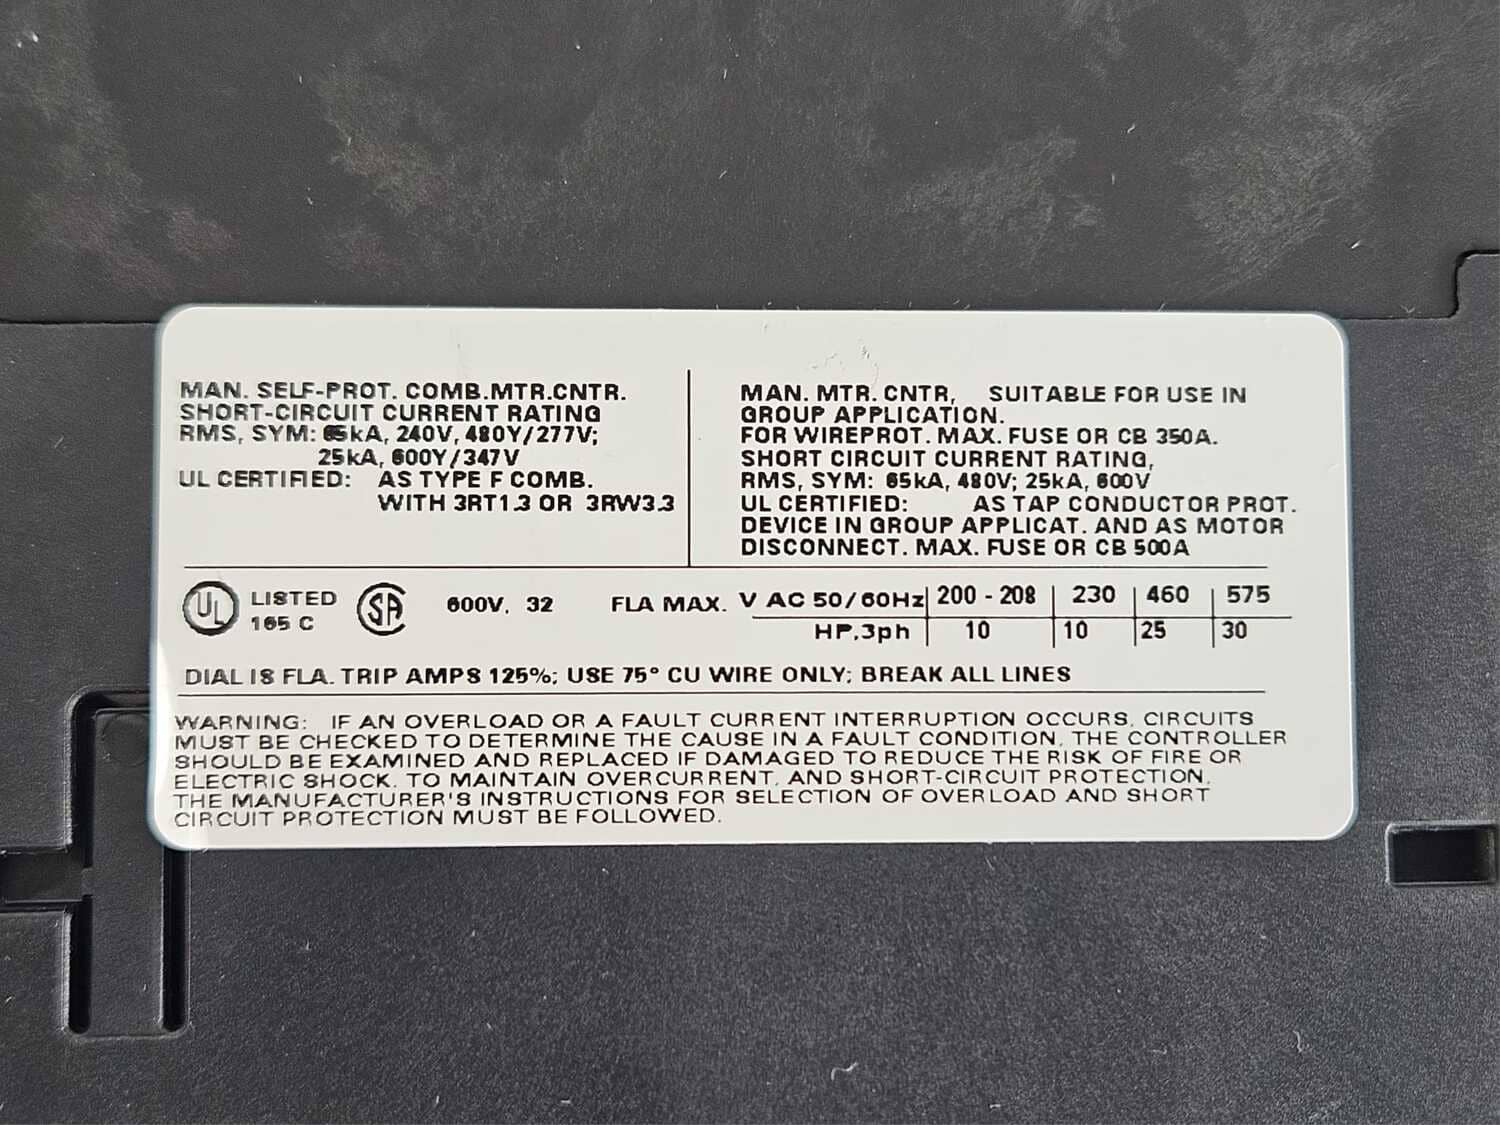 MAN. SELF-PROT. COMB.MTR.CNTR.
SHORT-CIRCUIT CURRENT RATING
RMS, SYM: 65kA, 240V, 480Y/277V;
25kA, 600Y/347V
UL CERTIFIED: AS TYPE F COMB.
WITH 3RT1.3 OR 3RW3.3
MAN. MTR. CNTR, SUITABLE FOR USE IN
GROUP APPLICATION.
FOR WIREPROT. MAX. FUSE OR CB 350A.
SHORT CIRCUIT CURRENT RATING,
RMS, SYM: 65kA, 480V; 25kA, 600V
UL CERTIFIED: AS TAP CONDUCTOR PROT.
DEVICE IN GROUP APPLICAT. AND AS MOTOR
DISCONNECT. MAX. FUSE OR CB 500A
UL LISTED 165 C SA 600V, 32 FLA MAX. V AC 50/60Hz 200 - 208 230 460 575
HP,3ph 10 10 25 30
DIAL IS FLA. TRIP AMPS 125%; USE 75° CU WIRE ONLY; BREAK ALL LINES
WARNING: IF AN OVERLOAD OR A FAULT CURRENT INTERRUPTION OCCURS, CIRCUITS
MUST BE CHECKED TO DETERMINE THE CAUSE IN A FAULT CONDITION, THE CONTROLLER
SHOULD BE EXAMINED AND REPLACED IF DAMAGED TO REDUCE THE RISK OF FIRE OR
ELECTRIC SHOCK. TO MAINTAIN OVERCURRENT, AND SHORT-CIRCUIT PROTECTION,
THE MANUFACTURER'S INSTRUCTIONS FOR SELECTION OF OVERLOAD AND SHORT
CIRCUIT PROTECTION MUST BE FOLLOWED.